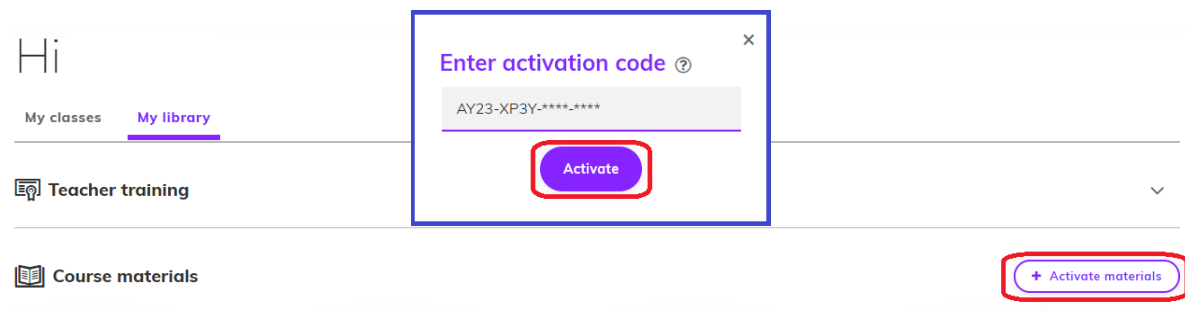 Hi
My classes My library
Enter activation code ?
AY23-XP3Y-****-****
Activate
Teacher training
Course materials
+ Activate materials